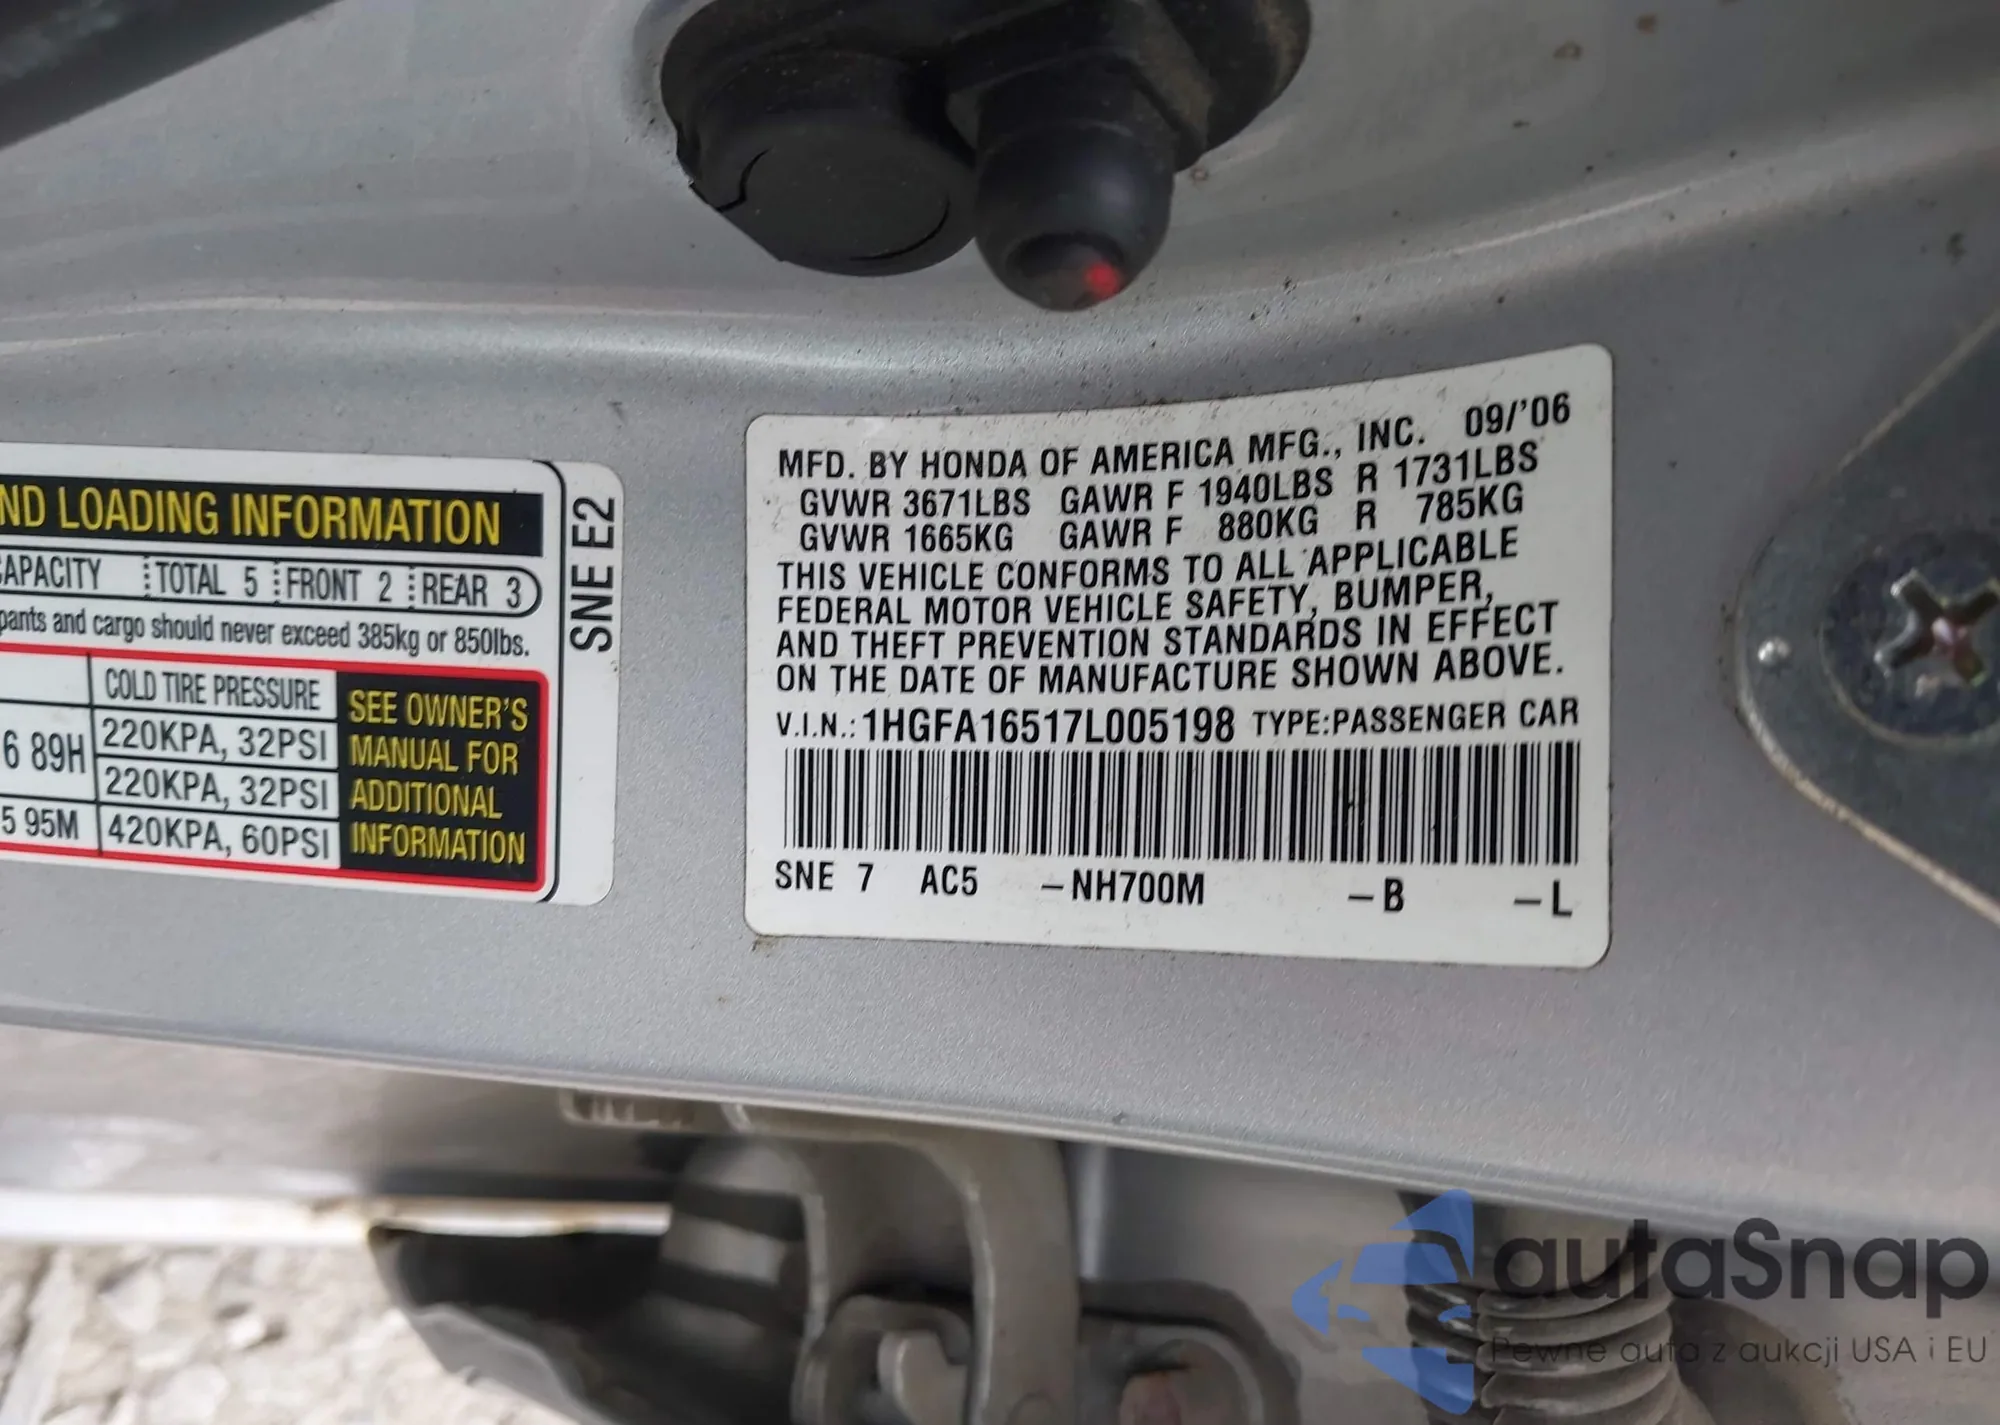 ND LOADING INFORMATION
CAPACITY TOTAL 5 FRONT 2 REAR 3
pants and cargo should never exceed 385kg or 850lbs.
COLD TIRE PRESSURE
6 89H 220KPA, 32PSI
220KPA, 32PSI
5 95M 420KPA, 60PSI
SEE OWNER'S
MANUAL FOR
ADDITIONAL
INFORMATION
SNE E2
MFD. BY HONDA OF AMERICA MFG., INC. 09/'06
GVWR 3671LBS GAWR F 1940LBS R 1731LBS
GVWR 1665KG GAWR F 880KG R 785KG
THIS VEHICLE CONFORMS TO ALL APPLICABLE
FEDERAL MOTOR VEHICLE SAFETY, BUMPER,
AND THEFT PREVENTION STANDARDS IN EFFECT
ON THE DATE OF MANUFACTURE SHOWN ABOVE.
V.I.N.: 1HGFA16517L005198 TYPE:PASSENGER CAR
SNE 7 AC5 -NH700M -B -L
autaSnap
Pewne auta z aukcji USA i EU